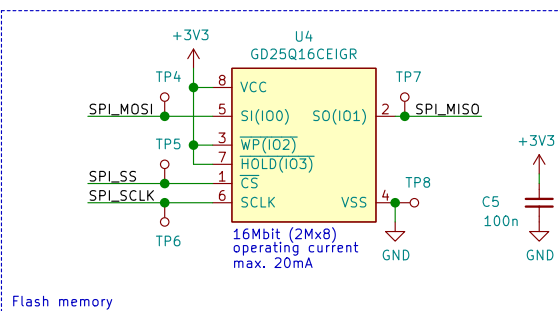 +3V3
U4
GD25Q16CEIGR
TP4
TP7
8
VCC
SPI_MOSI
5
SI(IO0)
SO(IO1)
2
SPI_MISO
TP5
3
WP(IO2)
+3V3
7
HOLD(IO3)
SPI_SS
1
CS
TP8
SPI_SCLK
6
SCLK
VSS
4
C5
100n
TP6
16Mbit (2Mx8)
operating current
max. 20mA
GND
GND
Flash memory